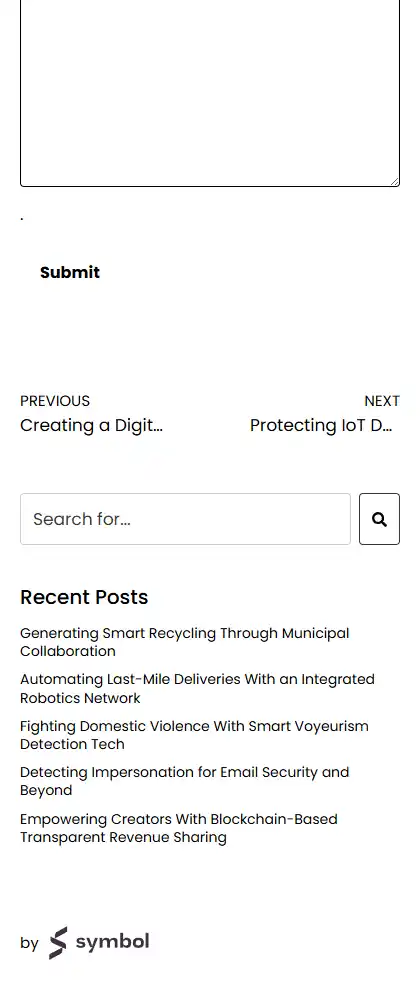 .
Submit
PREVIOUS
NEXT
Creating a Digit...
Protecting IoT D...
Search for...
Recent Posts
Generating Smart Recycling Through Municipal
Collaboration
Automating Last-Mile Deliveries With an Integrated
Robotics Network
Fighting Domestic Violence With Smart Voyeurism
Detection Tech
Detecting Impersonation for Email Security and
Beyond
Empowering Creators With Blockchain-Based
Transparent Revenue Sharing
by symbol